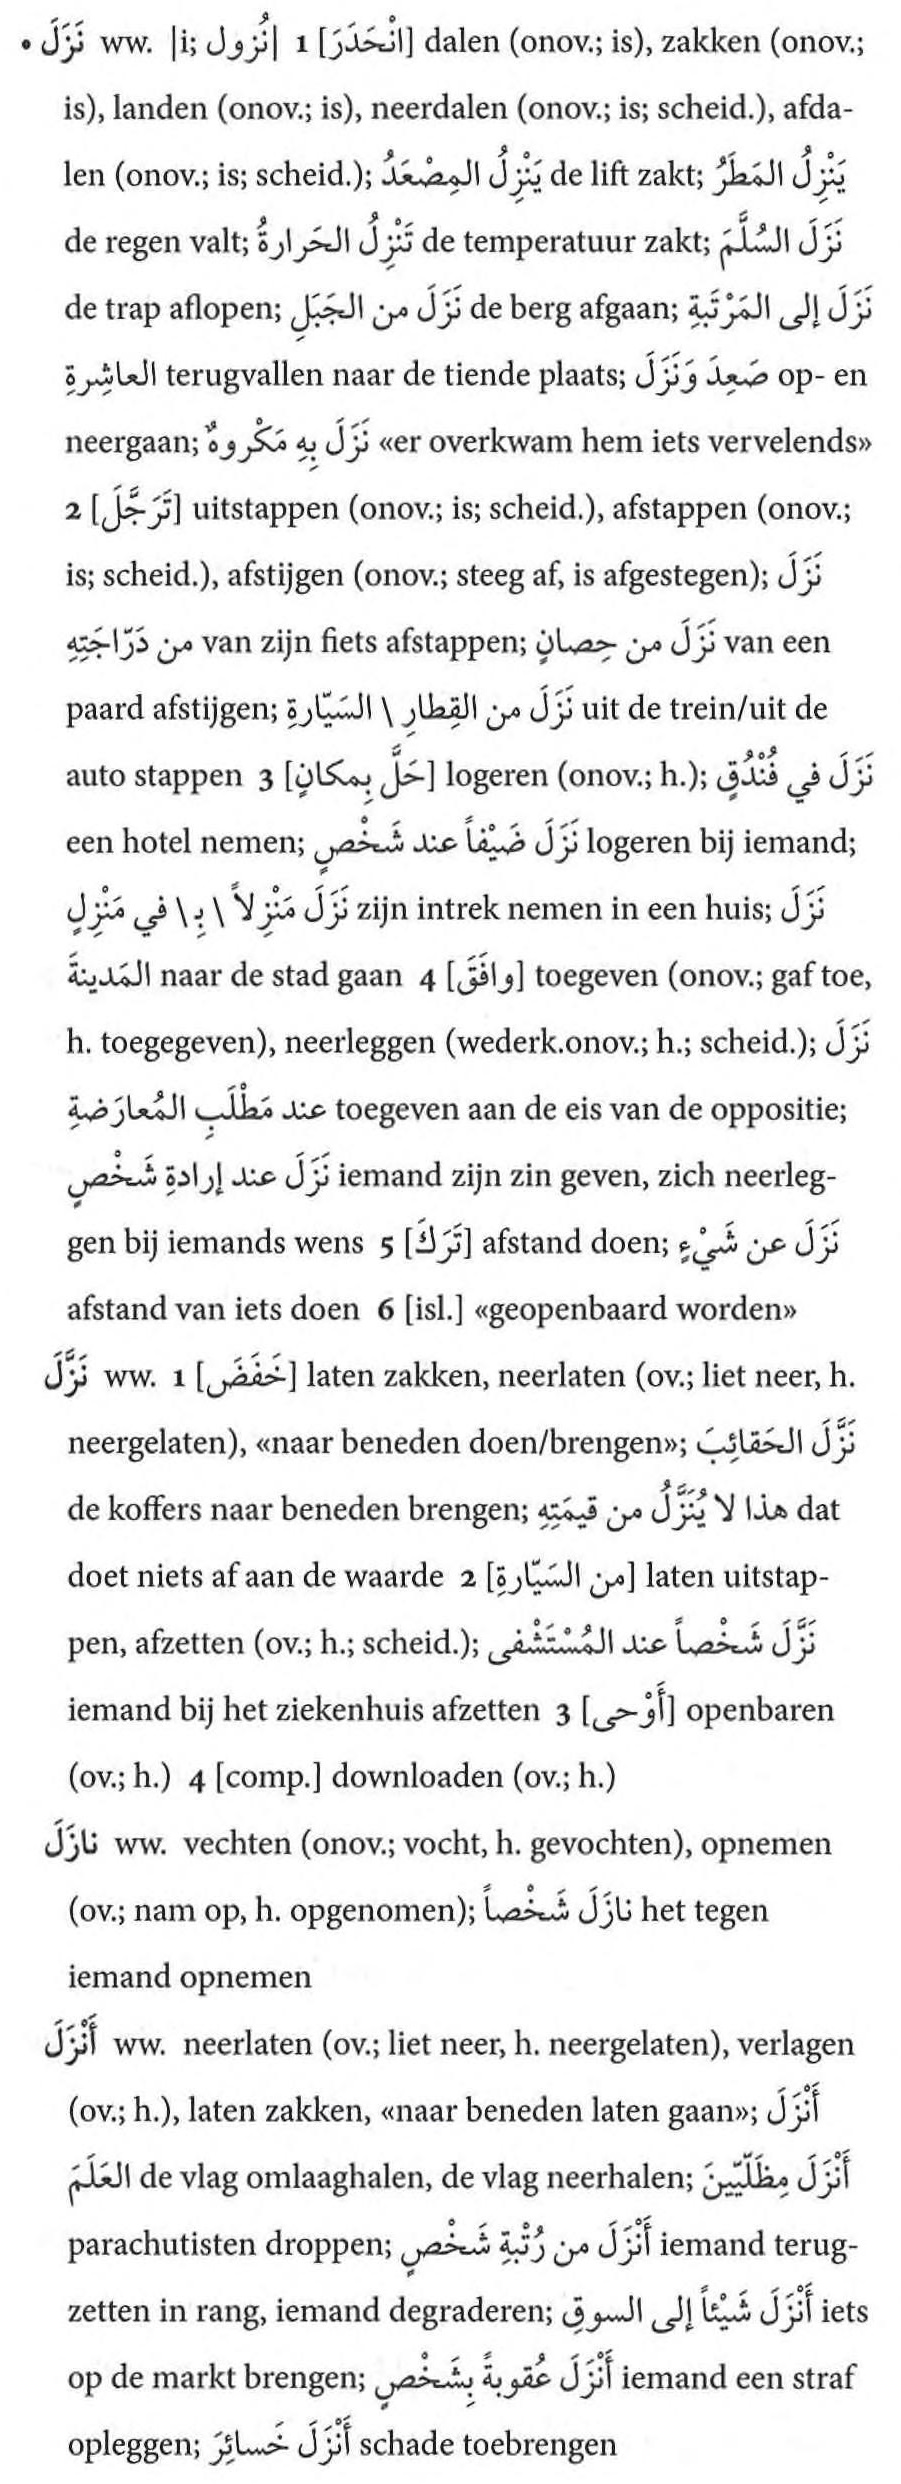 • نَزَلَ ww. |i; نُزول| 1 [اِنْحَدَرَ] dalen (onov.; is), zakken (onov.;
is), landen (onov.; is), neerdalen (onov.; is; scheid.), afda-
len (onov.; is; scheid.); يَنْزِلُ المِصْعَدُ de lift zakt; يَنْزِلُ المَطَرُ
de regen valt; تَنْزِلُ الحَرارةُ de temperatuur zakt; نَزَلَ السُلَّمَ
de trap aflopen; نَزَلَ من الجَبَلِ de berg afgaan; نَزَلَ إلى المَرْتَبةِ
العاشِرةِ terugvallen naar de tiende plaats; صَعِدَ وَنَزَلَ op- en
neergaan; نَزَلَ بِهِ مَكْروهٌ «er overkwam hem iets vervelends»
2 [تَرَجَّلَ] uitstappen (onov.; is; scheid.), afstappen (onov.;
is; scheid.), afstijgen (onov.; steeg af, is afgestegen); نَزَلَ
من دَرّاجَتِهِ van zijn fiets afstappen; نَزَلَ من حِصانٍ van een
paard afstijgen; نَزَلَ من القِطارِ \ السَيّارةِ uit de trein/uit de
auto stappen 3 [حَلَّ بِمكانٍ] logeren (onov.; h.); نَزَلَ في فُنْدُقٍ
een hotel nemen; نَزَلَ ضَيْفاً عند شَخْصٍ logeren bij iemand;
نَزَلَ مَنْزِلاً \ بِـ \ في مَنْزِلٍ zijn intrek nemen in een huis; نَزَلَ
المَدينةَ naar de stad gaan 4 [وافَقَ] toegeven (onov.; gaf toe,
h. toegegeven), neerleggen (wederk.onov.; h.; scheid.); نَزَلَ
عند مَطْلَبِ المُعارَضةِ toegeven aan de eis van de oppositie;
نَزَلَ عند إرادةِ شَخْصٍ iemand zijn zin geven, zich neerleg-
gen bij iemands wens 5 [تَرَكَ] afstand doen; نَزَلَ عن شَيْءٍ
afstand van iets doen 6 [isl.] «geopenbaard worden»
نَزَّلَ ww. 1 [خَفَضَ] laten zakken, neerlaten (ov.; liet neer, h.
neergelaten), «naar beneden doen/brengen»; نَزَّلَ الحَقائِبَ
de koffers naar beneden brengen; هذا لا يُنَزِّلُ من قيمَتِهِ dat
doet niets af aan de waarde 2 [من السَيّارةِ] laten uitstap-
pen, afzetten (ov.; h.; scheid.); نَزَّلَ شَخْصاً عند المُسْتَشْفى
iemand bij het ziekenhuis afzetten 3 [أَوْحى] openbaren
(ov.; h.) 4 [comp.] downloaden (ov.; h.)
نازَلَ ww. vechten (onov.; vocht, h. gevochten), opnemen
(ov.; nam op, h. opgenomen); نازَلَ شَخْصاً het tegen
iemand opnemen
أَنْزَلَ ww. neerlaten (ov.; liet neer, h. neergelaten), verlagen
(ov.; h.), laten zakken, «naar beneden laten gaan»; أَنْزَلَ
العَلَمَ de vlag omlaaghalen, de vlag neerhalen; أَنْزَلَ مِظَلّيّينَ
parachutisten droppen; أَنْزَلَ من رُتْبةِ شَخْصٍ iemand terug-
zetten in rang, iemand degraderen; أَنْزَلَ شَيْئاً إلى السوقِ iets
op de markt brengen; أَنْزَلَ عُقوبةً بِشَخْصٍ iemand een straf
opleggen; أَنْزَلَ خَسائِرَ schade toebrengen